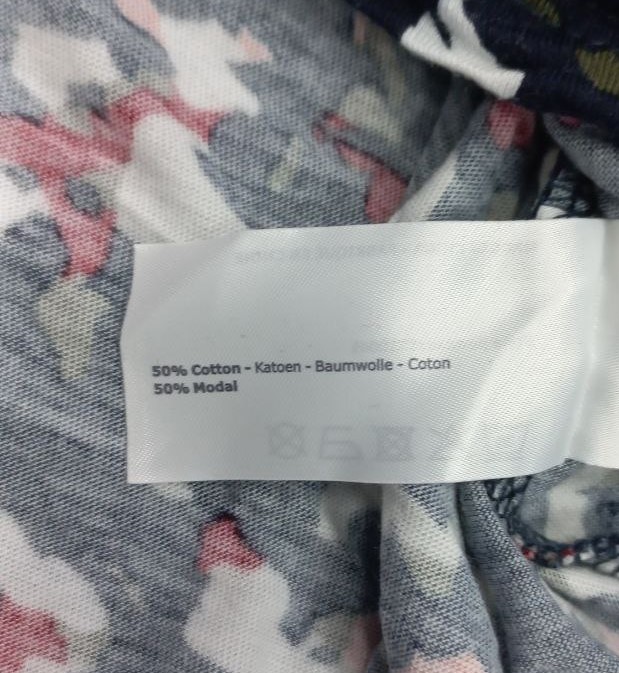 50% Cotton - Katoen - Baumwolle - Coton
50% Modal